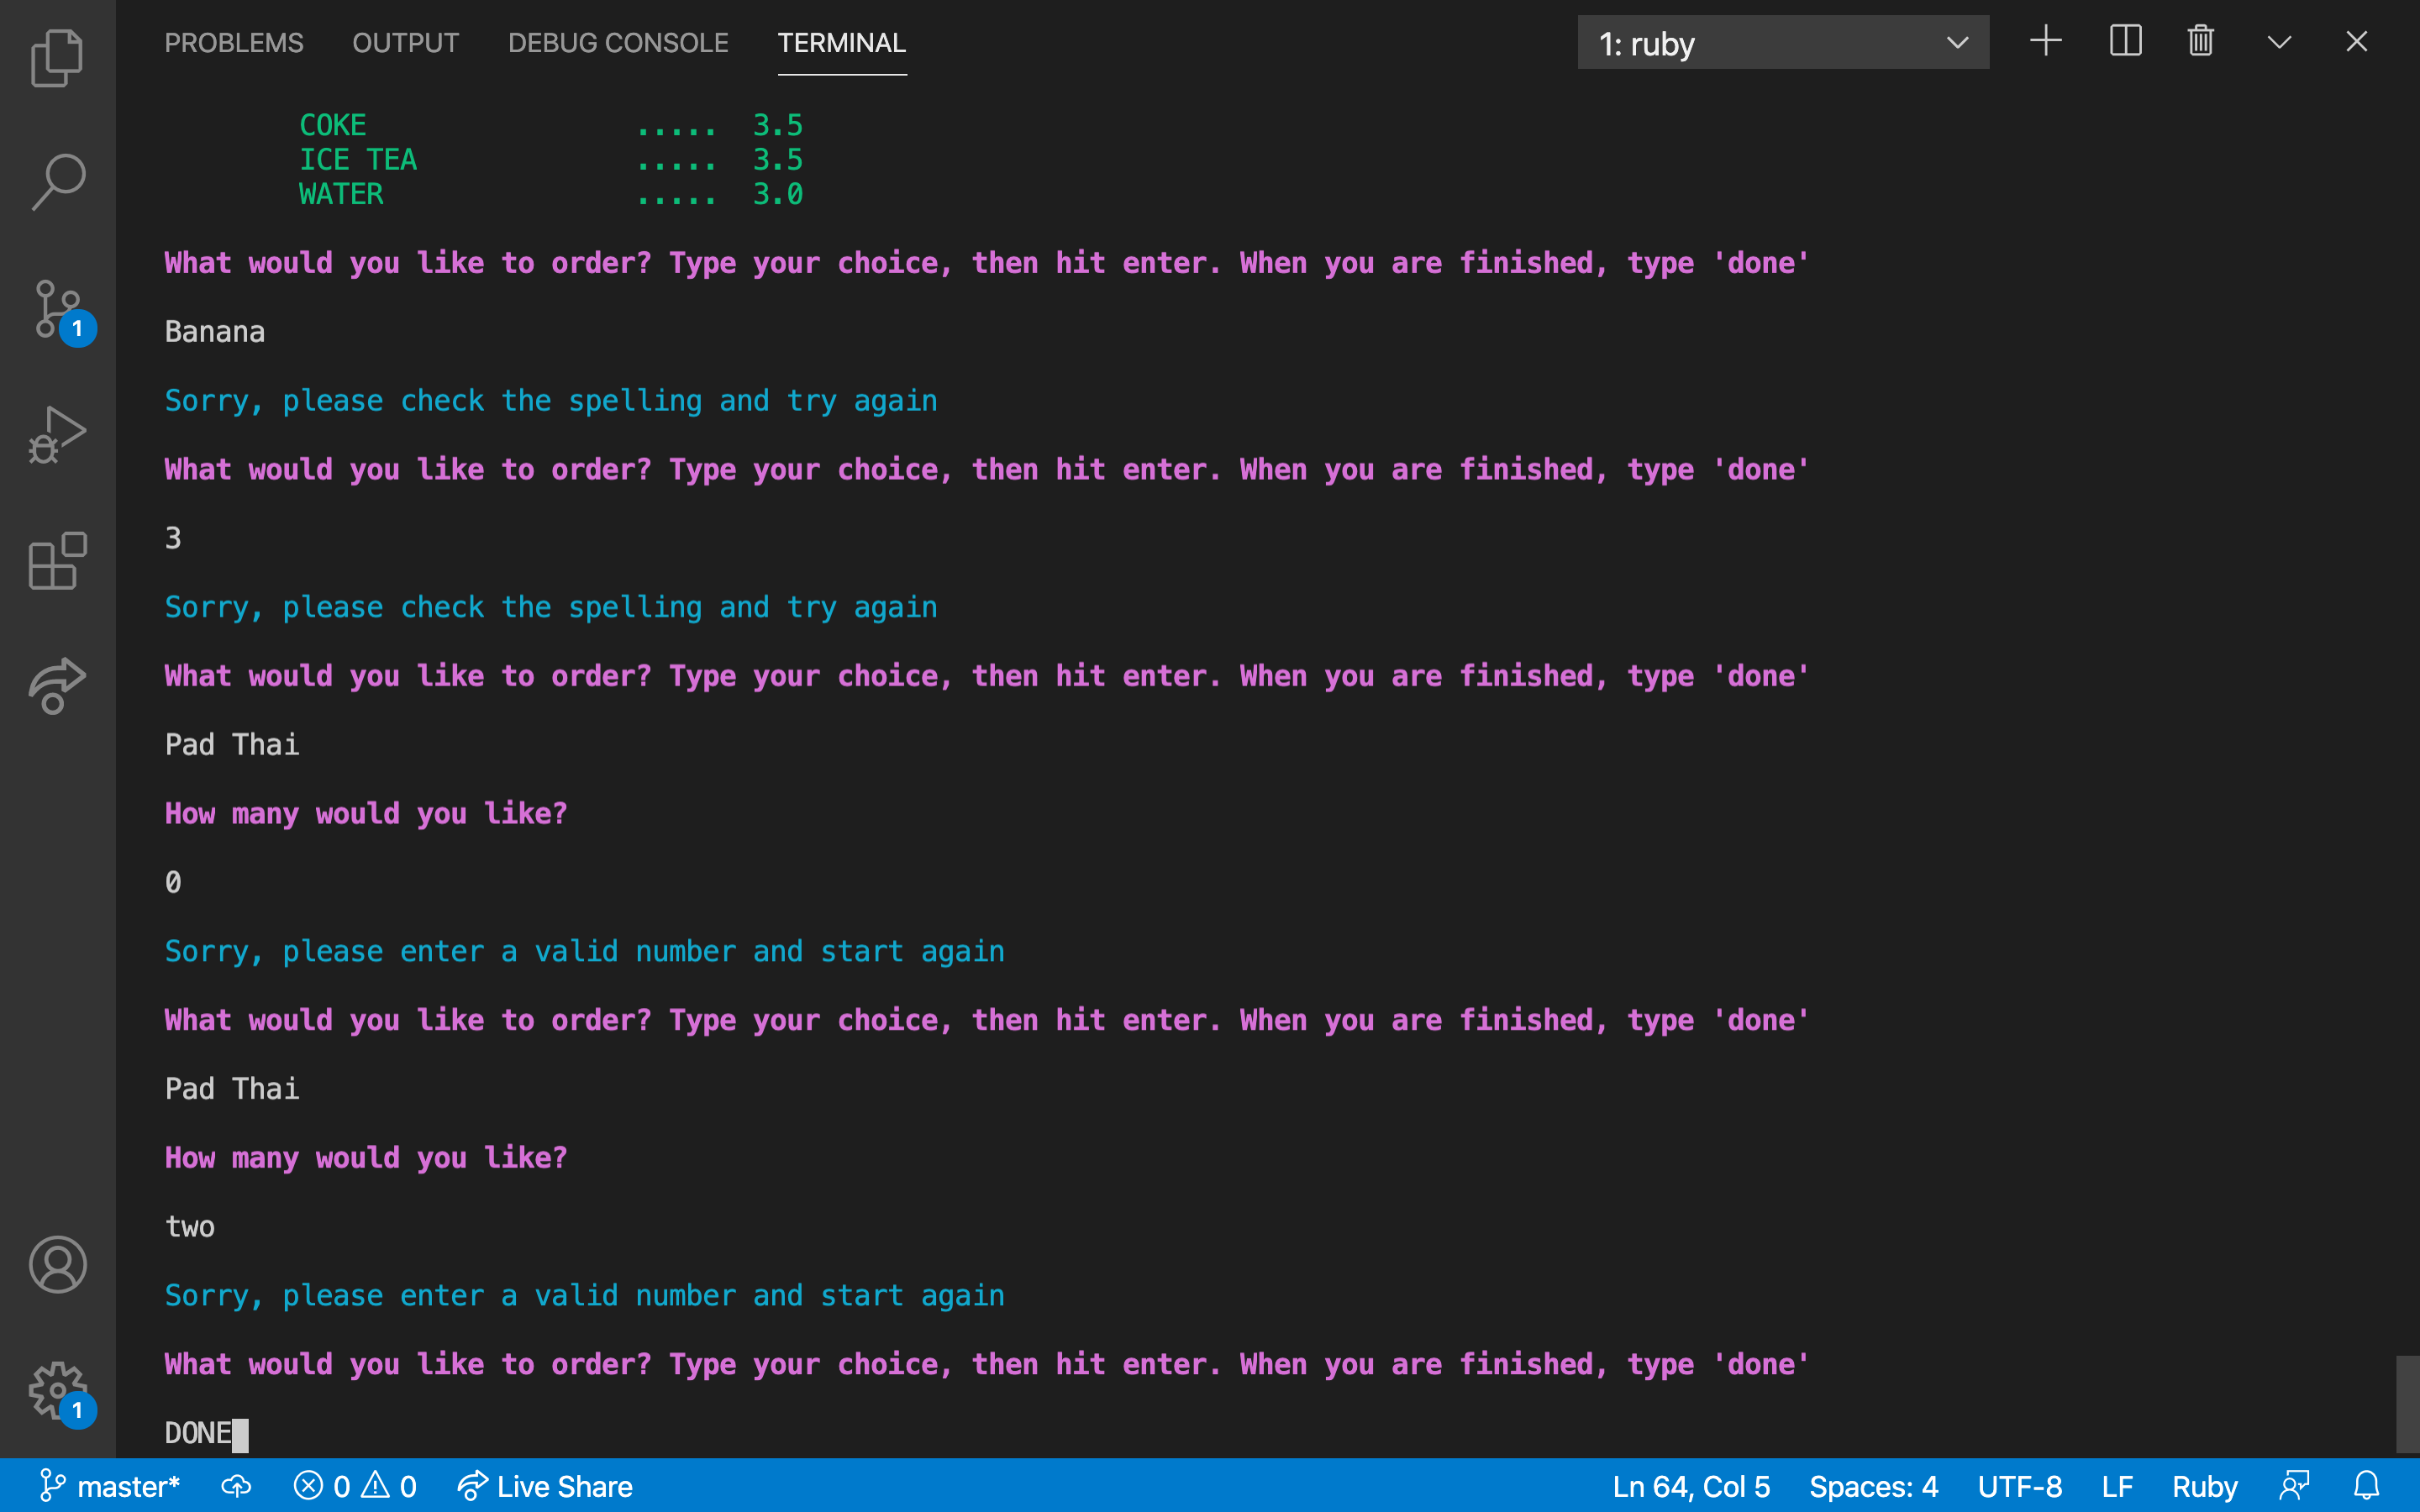 PROBLEMS OUTPUT DEBUG CONSOLE TERMINAL 1: ruby
COKE ..... 3.5
ICE TEA ..... 3.5
WATER ..... 3.0
What would you like to order? Type your choice, then hit enter. When you are finished, type 'done'
Banana
Sorry, please check the spelling and try again
What would you like to order? Type your choice, then hit enter. When you are finished, type 'done'
3
Sorry, please check the spelling and try again
What would you like to order? Type your choice, then hit enter. When you are finished, type 'done'
Pad Thai
How many would you like?
0
Sorry, please enter a valid number and start again
What would you like to order? Type your choice, then hit enter. When you are finished, type 'done'
Pad Thai
How many would you like?
two
Sorry, please enter a valid number and start again
What would you like to order? Type your choice, then hit enter. When you are finished, type 'done'
DONE
1
1
master* 0 0 Live Share Ln 64, Col 5 Spaces: 4 UTF-8 LF Ruby